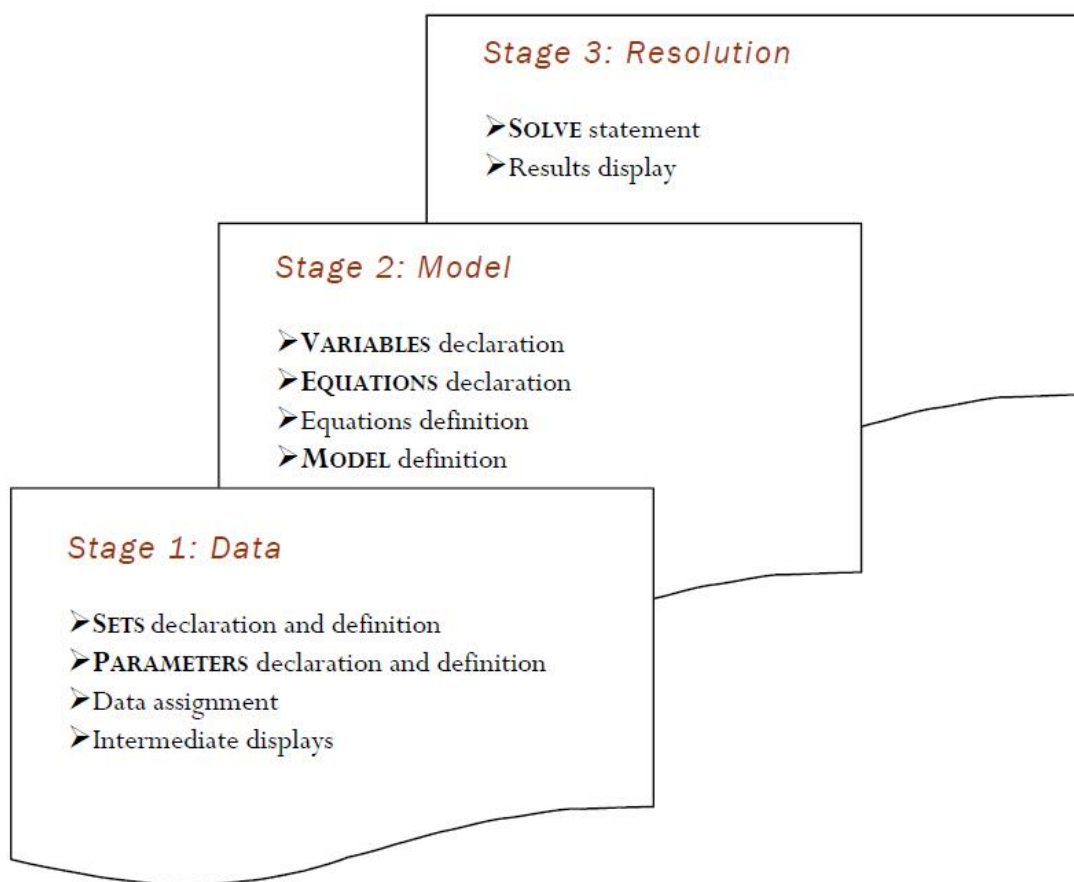 Stage 3: Resolution
➢SOLVE statement
➢Results display
Stage 2: Model
➢VARIABLES declaration
➢EQUATIONS declaration
➢Equations definition
➢MODEL definition
Stage 1: Data
➢SETS declaration and definition
➢PARAMETERS declaration and definition
➢Data assignment
➢Intermediate displays